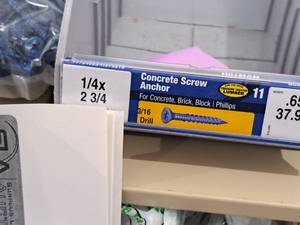 1/4x
2 3/4
Concrete Screw
Anchor
For Concrete, Brick, Block | Phillips
3/16
Drill
LUMBER
11
.65
37.9